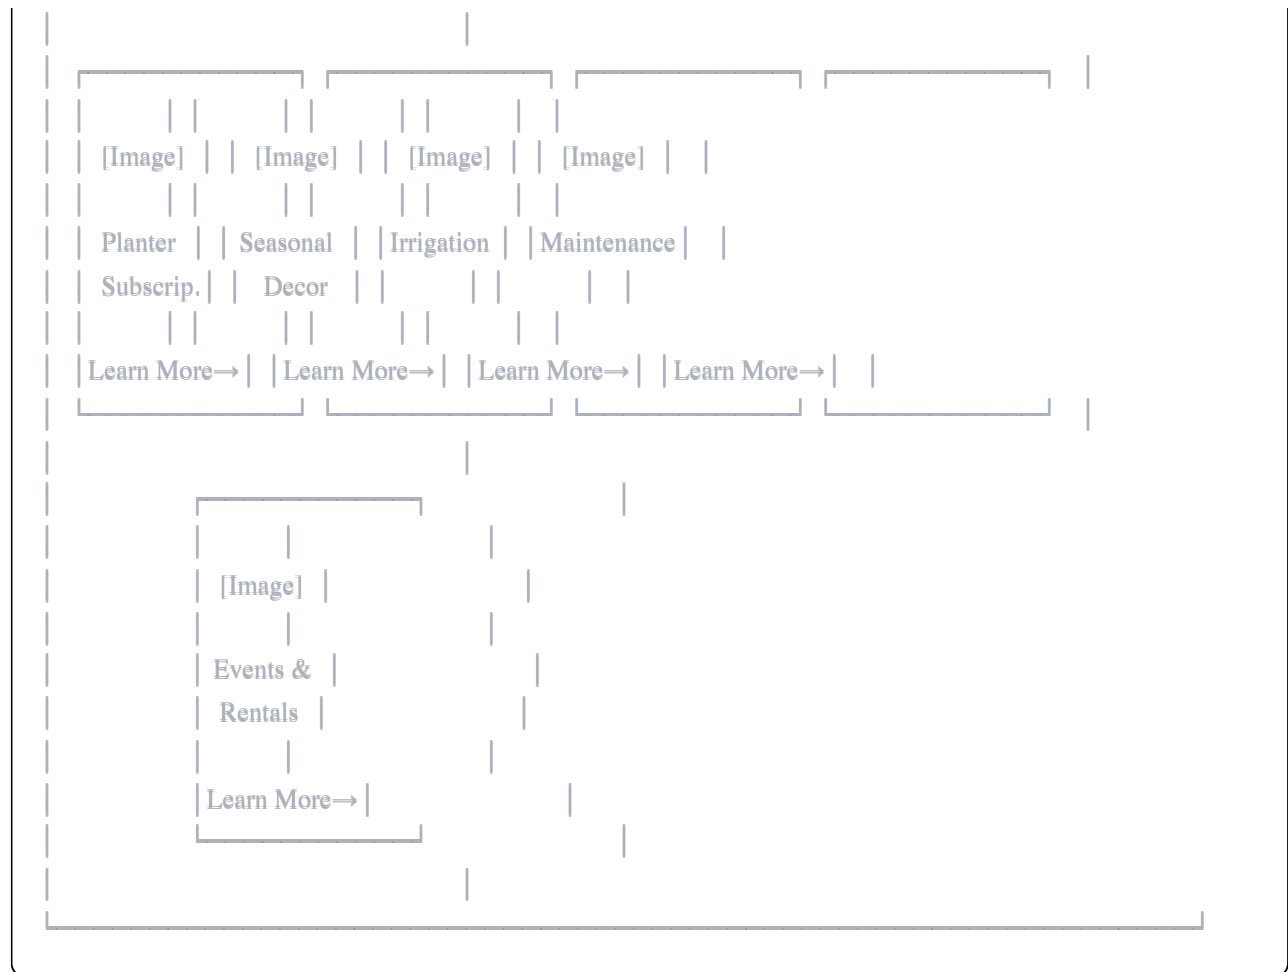 [Image] [Image] [Image] [Image]
Planter Seasonal Irrigation Maintenance
Subscrip. Decor
Learn More→ Learn More→ Learn More→ Learn More→
[Image]
Events &
Rentals
Learn More→